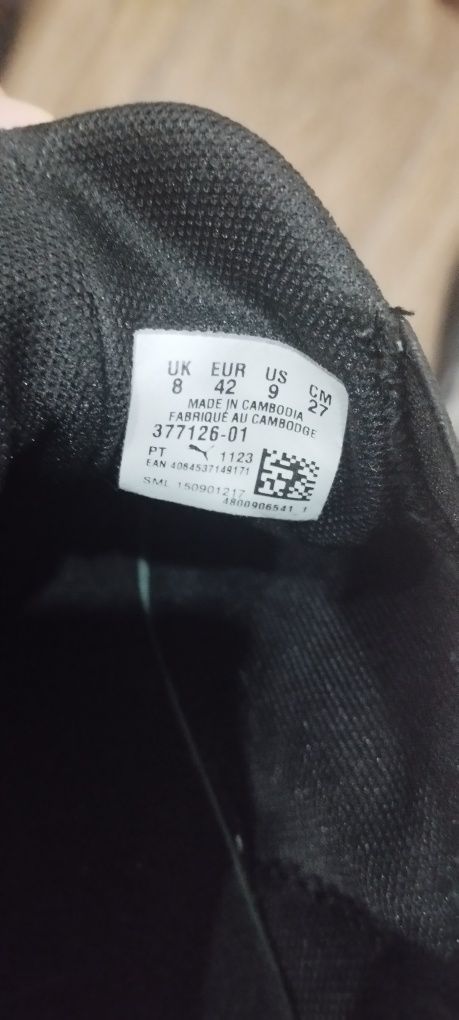 UK EUR US CM
8 42 9 27
MADE IN CAMBODIA
FABRIQUÉ AU CAMBODGE
377126-01
PT 1123
EAN 4064537149171
SML 150901217
4800906541_1